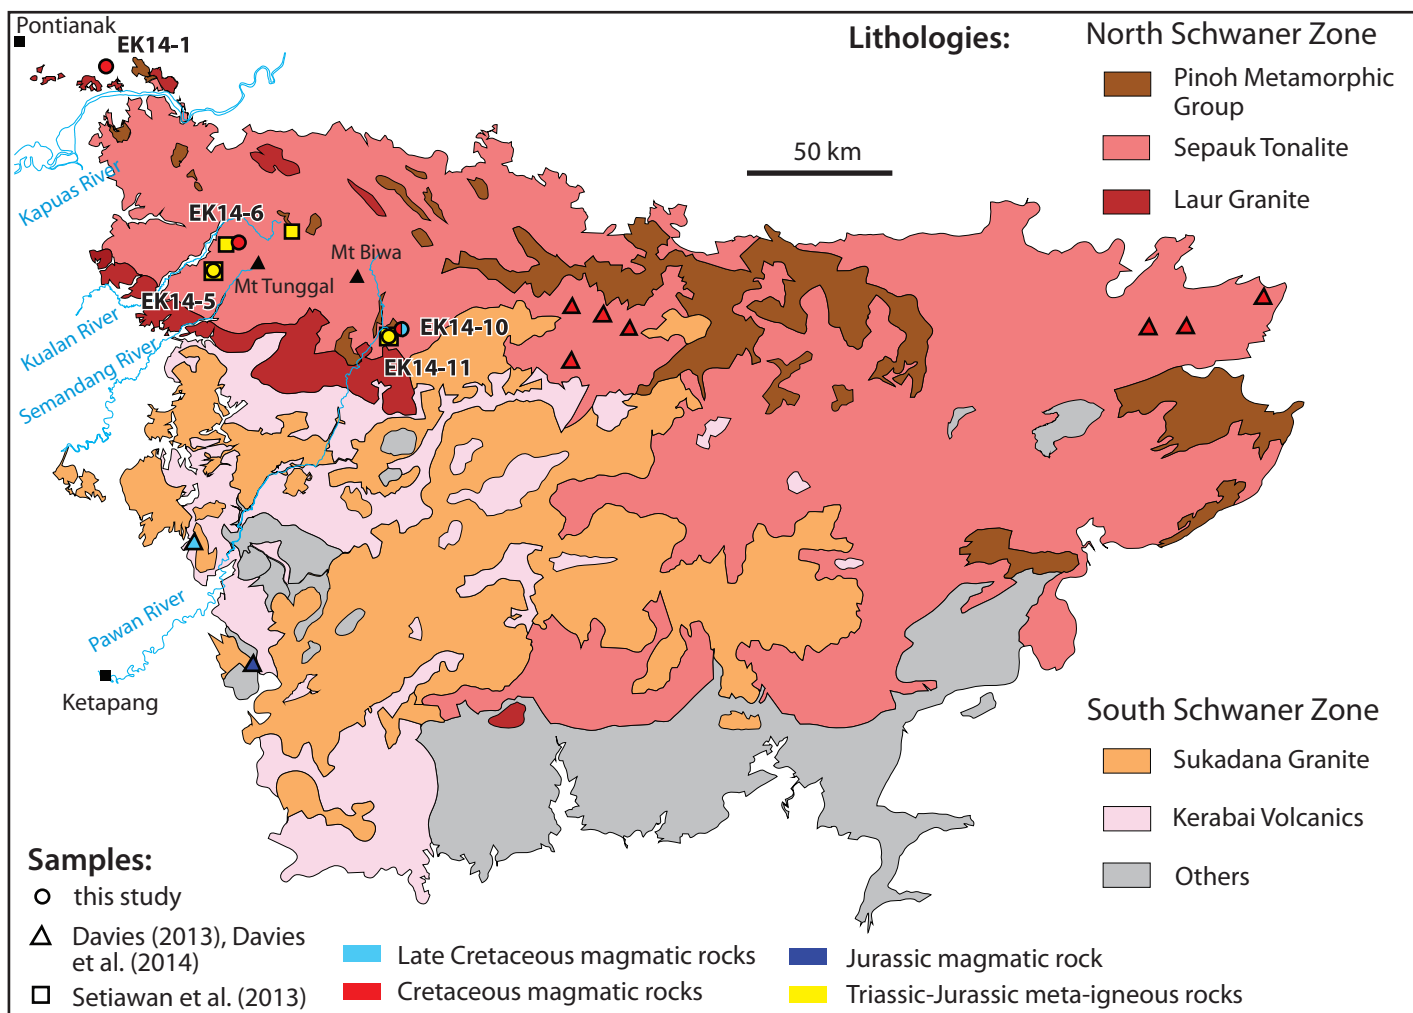 Pontianak
EK14-1
Lithologies:
North Schwaner Zone
Pinoh Metamorphic
Group
Sepauk Tonalite
Laur Granite
50 km
Kapuas River
EK14-6
Mt Biwa
Mt Tunggal
EK14-5
Kualan River
EK14-10
EK14-11
Semandang River
Pawan River
Ketapang
South Schwaner Zone
Sukadana Granite
Kerabai Volcanics
Others
Samples:
this study
Davies (2013), Davies
et al. (2014)
Setiawan et al. (2013)
Late Cretaceous magmatic rocks
Cretaceous magmatic rocks
Jurassic magmatic rock
Triassic-Jurassic meta-igneous rocks